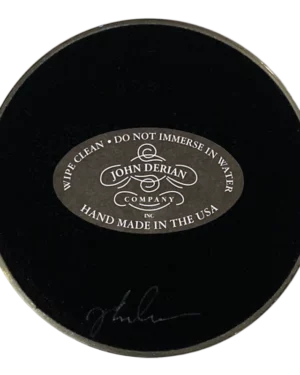 WIPE CLEAN • DO NOT IMMERSE IN WATER
JOHN DERIAN
COMPANY
INC
HAND MADE IN THE USA